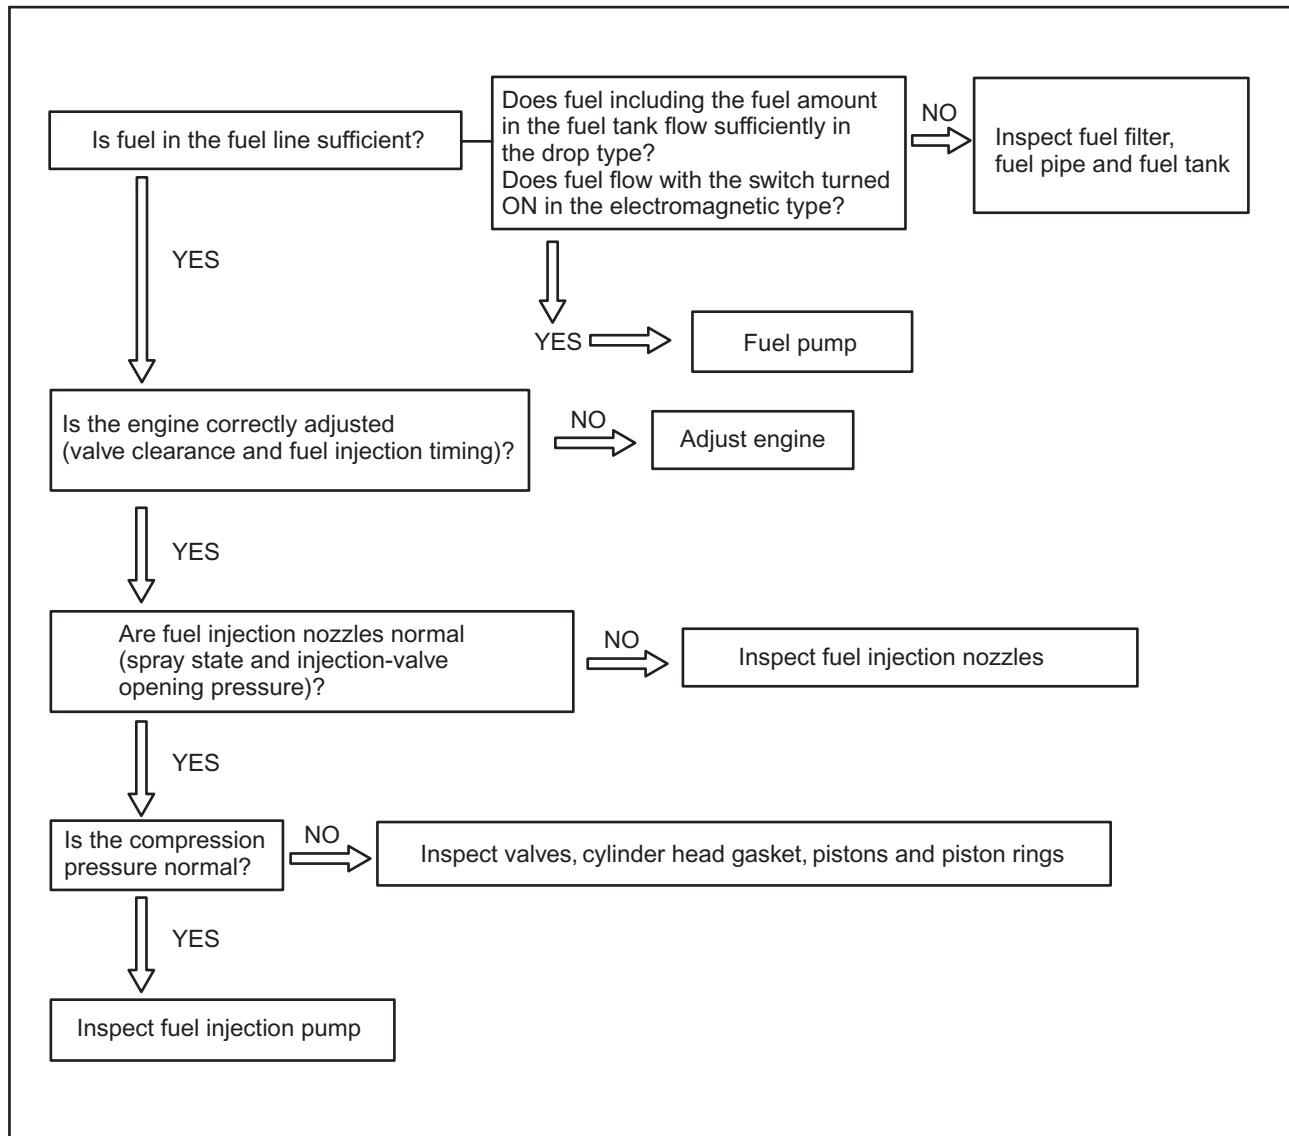 Is fuel in the fuel line sufficient?
Does fuel including the fuel amount
in the fuel tank flow sufficiently in
the drop type?
Does fuel flow with the switch turned
ON in the electromagnetic type?
NO
Inspect fuel filter,
fuel pipe and fuel tank
YES
YES
Fuel pump
Is the engine correctly adjusted
(valve clearance and fuel injection timing)?
NO
Adjust engine
YES
Are fuel injection nozzles normal
(spray state and injection-valve
opening pressure)?
NO
Inspect fuel injection nozzles
YES
Is the compression
pressure normal?
NO
Inspect valves, cylinder head gasket, pistons and piston rings
YES
Inspect fuel injection pump